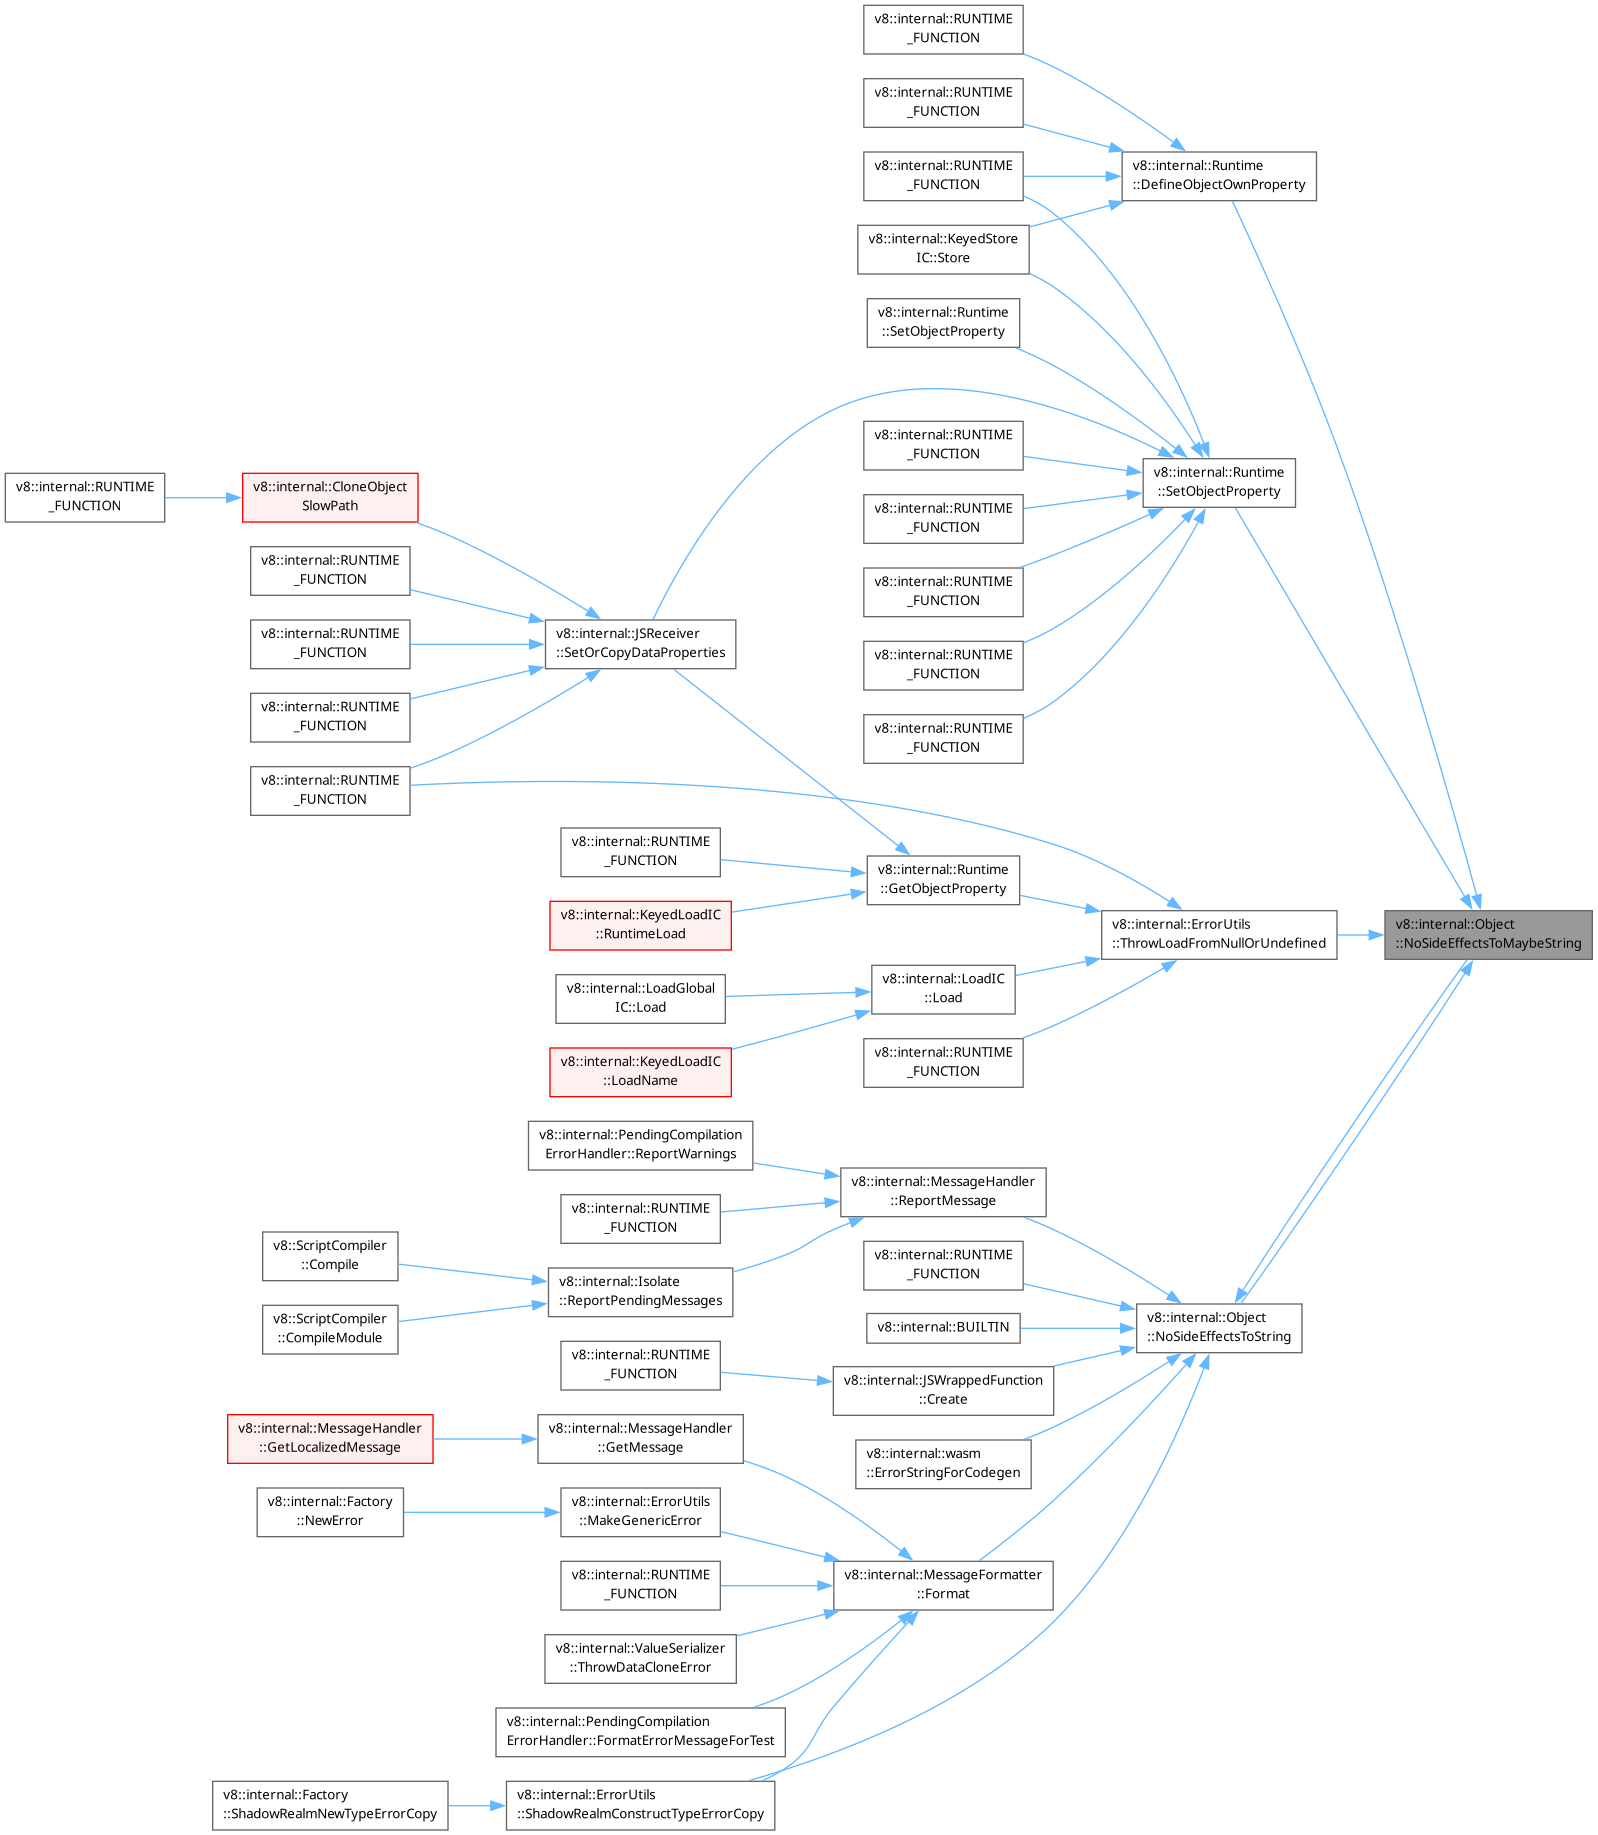 v8::internal::RUNTIME
_FUNCTION
v8::internal::RUNTIME
_FUNCTION
v8::internal::RUNTIME
_FUNCTION
v8::internal::Runtime
::DefineObjectOwnProperty
v8::internal::KeyedStore
IC::Store
v8::internal::Runtime
::SetObjectProperty
v8::internal::RUNTIME
_FUNCTION
v8::internal::Runtime
::SetObjectProperty
v8::internal::RUNTIME
_FUNCTION
v8::internal::CloneObject
SlowPath
v8::internal::RUNTIME
_FUNCTION
v8::internal::RUNTIME
_FUNCTION
v8::internal::RUNTIME
_FUNCTION
v8::internal::RUNTIME
_FUNCTION
v8::internal::JSReceiver
::SetOrCopyDataProperties
v8::internal::RUNTIME
_FUNCTION
v8::internal::RUNTIME
_FUNCTION
v8::internal::RUNTIME
_FUNCTION
v8::internal::RUNTIME
_FUNCTION
v8::internal::RUNTIME
_FUNCTION
v8::internal::Runtime
::GetObjectProperty
v8::internal::KeyedLoadIC
::RuntimeLoad
v8::internal::ErrorUtils
::ThrowLoadFromNullOrUndefined
v8::internal::Object
::NoSideEffectsToMaybeString
v8::internal::LoadGlobal
IC::Load
v8::internal::LoadIC
::Load
v8::internal::KeyedLoadIC
::LoadName
v8::internal::RUNTIME
_FUNCTION
v8::internal::PendingCompilation
ErrorHandler::ReportWarnings
v8::internal::MessageHandler
::ReportMessage
v8::internal::RUNTIME
_FUNCTION
v8::ScriptCompiler
::Compile
v8::internal::RUNTIME
_FUNCTION
v8::internal::Isolate
::ReportPendingMessages
v8::ScriptCompiler
::CompileModule
v8::internal::BUILTIN
v8::internal::Object
::NoSideEffectsToString
v8::internal::RUNTIME
_FUNCTION
v8::internal::JSWrappedFunction
::Create
v8::internal::MessageHandler
::GetLocalizedMessage
v8::internal::MessageHandler
::GetMessage
v8::internal::wasm
::ErrorStringForCodegen
v8::internal::Factory
::NewError
v8::internal::ErrorUtils
::MakeGenericError
v8::internal::RUNTIME
_FUNCTION
v8::internal::MessageFormatter
::Format
v8::internal::ValueSerializer
::ThrowDataCloneError
v8::internal::PendingCompilation
ErrorHandler::FormatErrorMessageForTest
v8::internal::Factory
::ShadowRealmNewTypeErrorCopy
v8::internal::ErrorUtils
::ShadowRealmConstructTypeErrorCopy